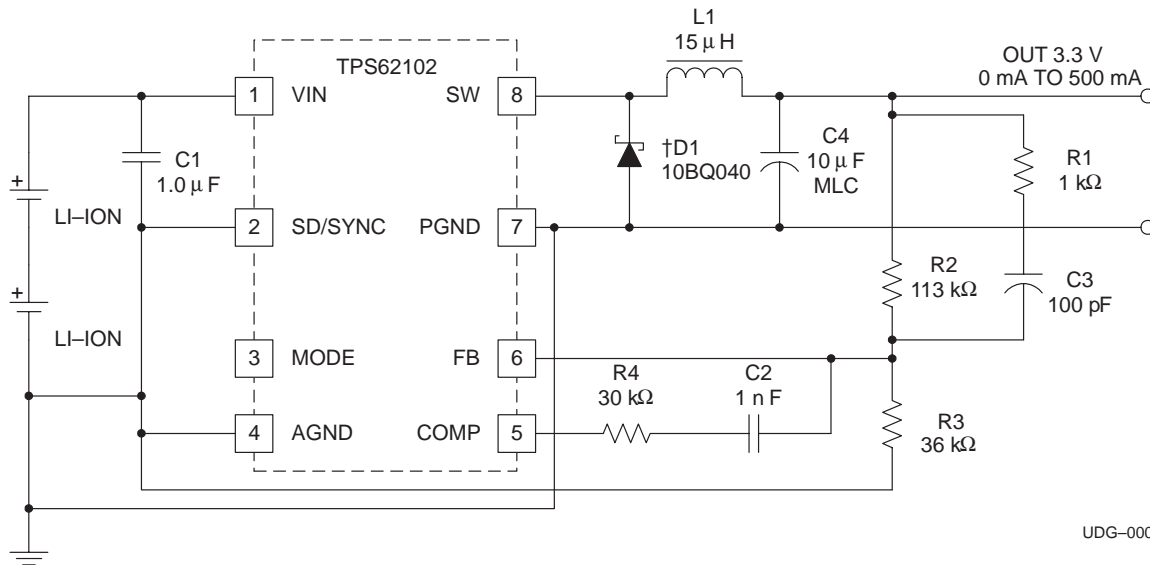 L1
15 µH
OUT 3.3 V
0 mA TO 500 mA
TPS62102
1 VIN SW 8
+
C1
1.0 µF
†D1
10BQ040
C4
10 µF
MLC
R1
1 kΩ
LI–ION
2 SD/SYNC PGND 7
+
R2
113 kΩ
C3
100 pF
LI–ION
3 MODE FB 6
R4
30 kΩ
C2
1 n F
4 AGND COMP 5
R3
36 kΩ
UDG–000